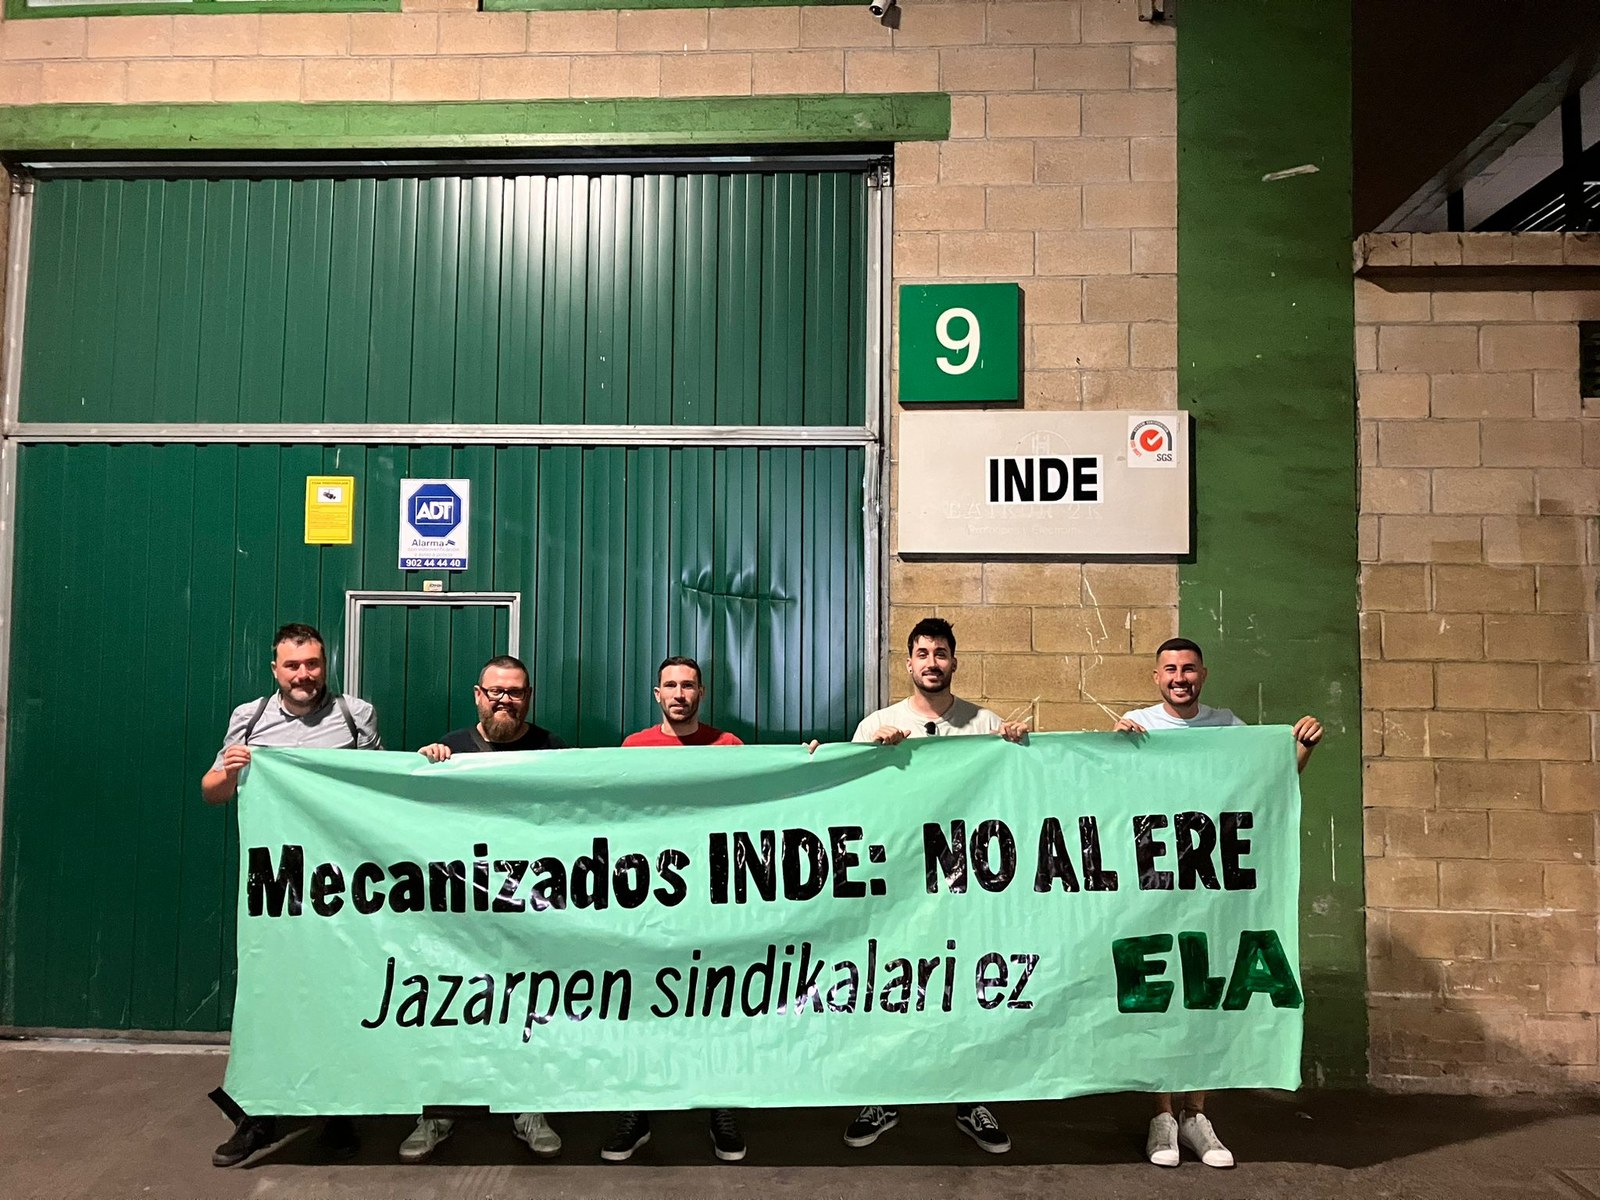 9
INDE
SGS
ADT
Alarma
902 44 44 40
Mecanizados INDE: NO AL ERE
Jazarpen sindikalari ez ELA